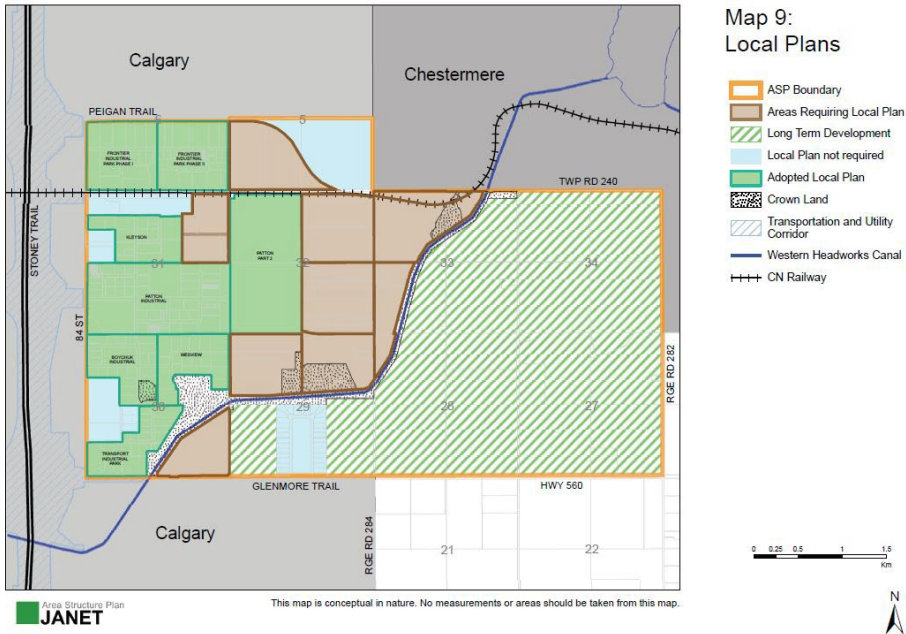 Map 9:
Local Plans
Calgary
Chestermere
PEIGAN TRAIL
5
5
FRONTIER
INDUSTRIAL
PARK PHASE I
FRONTIER
INDUSTRIAL
PARK PHASE II
TWP RD 240
STONEY TRAIL
KLEYSON
31
PATTON
PART 2
32
33
34
PATTON
INDUSTRIAL
84 ST
BOYCHUK
INDUSTRIAL
RGE RD 282
30
29
28
27
TRANSPORT
INDUSTRIAL
PARK
GLENMORE TRAIL
HWY 560
Calgary
RGE RD 284
21
22
ASP Boundary
Areas Requiring Local Plan
Long Term Development
Local Plan not required
Adopted Local Plan
Crown Land
Transportation and Utility
Corridor
Western Headworks Canal
CN Railway
0 0.25 0.5 1 1.5
Km
N
Area Structure Plan
JANET
This map is conceptual in nature. No measurements or areas should be taken from this map.